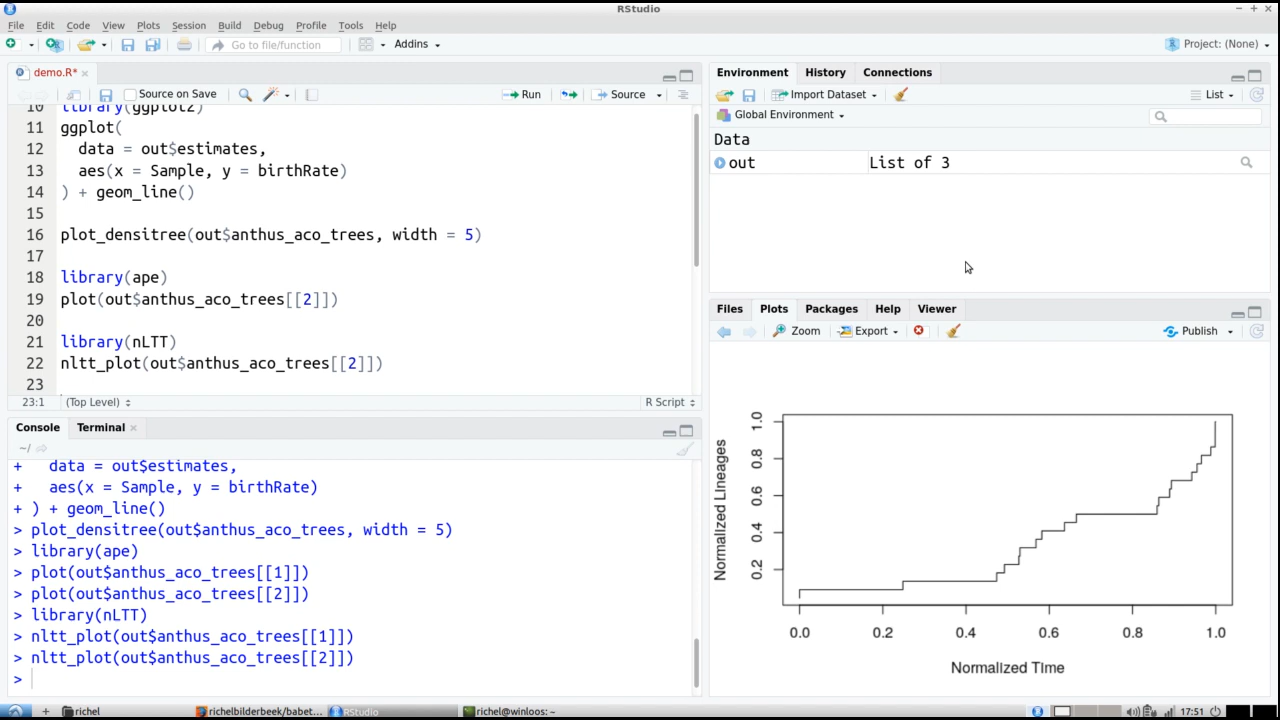 RStudio
File Edit Code View Plots Session Build Debug Profile Tools Help
Go to file/function Addins Project: (None)
demo.R*
Source on Save Run Source
10 library(ggplot2)
11 ggplot(
12 data = out$estimates,
13 aes(x = Sample, y = birthRate)
14 ) + geom_line()
15
16 plot_densitree(out$anthus_aco_trees, width = 5)
17
18 library(ape)
19 plot(out$anthus_aco_trees[[2]])
20
21 library(nLTT)
22 nltt_plot(out$anthus_aco_trees[[2]])
23
23:1 (Top Level) R Script
Console Terminal
~/
+ data = out$estimates,
+ aes(x = Sample, y = birthRate)
+ ) + geom_line()
> plot_densitree(out$anthus_aco_trees, width = 5)
> library(ape)
> plot(out$anthus_aco_trees[[1]])
> plot(out$anthus_aco_trees[[2]])
> library(nLTT)
> nltt_plot(out$anthus_aco_trees[[1]])
> nltt_plot(out$anthus_aco_trees[[2]])
>
Environment History Connections
Import Dataset List
Global Environment
Data
out List of 3
Files Plots Packages Help Viewer
Zoom Export Publish
Normalized Lineages
1.0
0.8
0.6
0.4
0.2
0.0 0.2 0.4 0.6 0.8 1.0
Normalized Time
richel richelbilderbeek/babet... RStudio richel@winloos: ~ 17:51